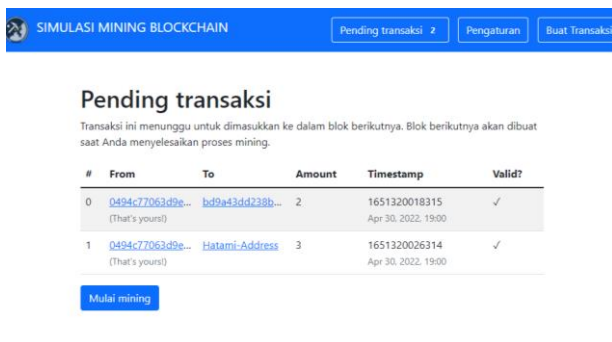 SIMULASI MINING BLOCKCHAIN Pending transaksi 2 Pengaturan Buat Transaksi
Pending transaksi
Transaksi ini menunggu untuk dimasukkan ke dalam blok berikutnya. Blok berikutnya akan dibuat
saat Anda menyelesaikan proses mining.
# From To Amount Timestamp Valid?
0 0494c77063d9e... bd9a43dd238b... 2 1651320018315 ✓
(That's yours!) Apr 30, 2022, 19:00
1 0494c77063d9e... Hatami-Address 3 1651320026314 ✓
(That's yours!) Apr 30, 2022, 19:00
Mulai mining